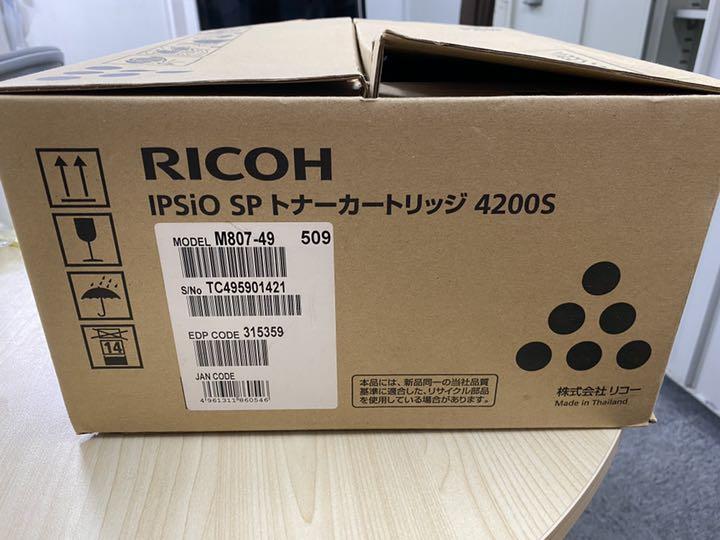 RICOH
IPSiO SP トナーカートリッジ 4200S
MODEL M807-49 509
S/No TC495901421
EDP CODE 315359
JAN CODE
4961311860546
14
本品には、新品同一の当社品質
基準に適合した、リサイクル部品
を使用している場合があります。
株式会社リコー
Made in Thailand